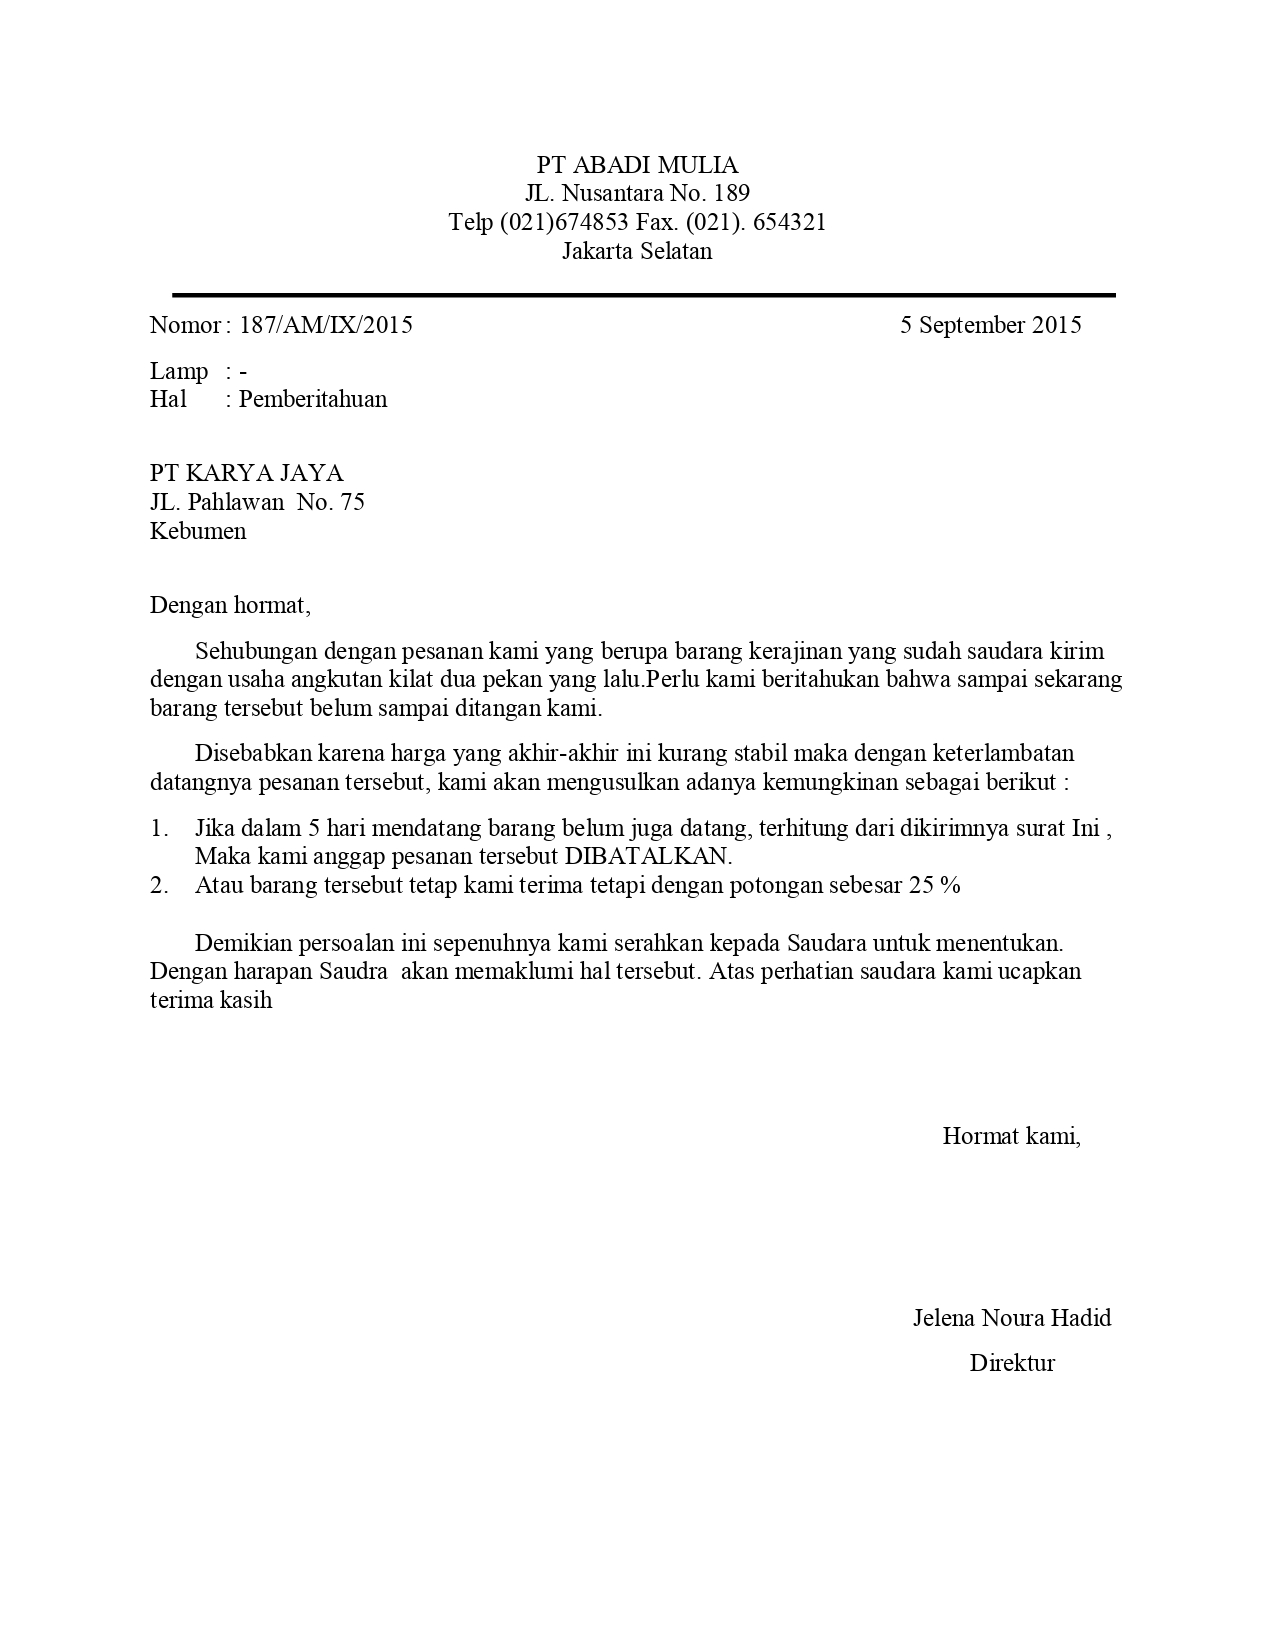 PT ABADI MULIA
JL. Nusantara No. 189
Telp (021)674853 Fax. (021). 654321
Jakarta Selatan
Nomor : 187/AM/IX/2015 5 September 2015
Lamp : -
Hal : Pemberitahuan
PT KARYA JAYA
JL. Pahlawan  No. 75
Kebumen
Dengan hormat,
Sehubungan dengan pesanan kami yang berupa barang kerajinan yang sudah saudara kirim
dengan usaha angkutan kilat dua pekan yang lalu.Perlu kami beritahukan bahwa sampai sekarang
barang tersebut belum sampai ditangan kami.
Disebabkan karena harga yang akhir-akhir ini kurang stabil maka dengan keterlambatan
datangnya pesanan tersebut, kami akan mengusulkan adanya kemungkinan sebagai berikut :
1. Jika dalam 5 hari mendatang barang belum juga datang, terhitung dari dikirimnya surat Ini ,
Maka kami anggap pesanan tersebut DIBATALKAN.
2. Atau barang tersebut tetap kami terima tetapi dengan potongan sebesar 25 %
Demikian persoalan ini sepenuhnya kami serahkan kepada Saudara untuk menentukan.
Dengan harapan Saudra  akan memaklumi hal tersebut. Atas perhatian saudara kami ucapkan
terima kasih
Hormat kami,
Jelena Noura Hadid
Direktur